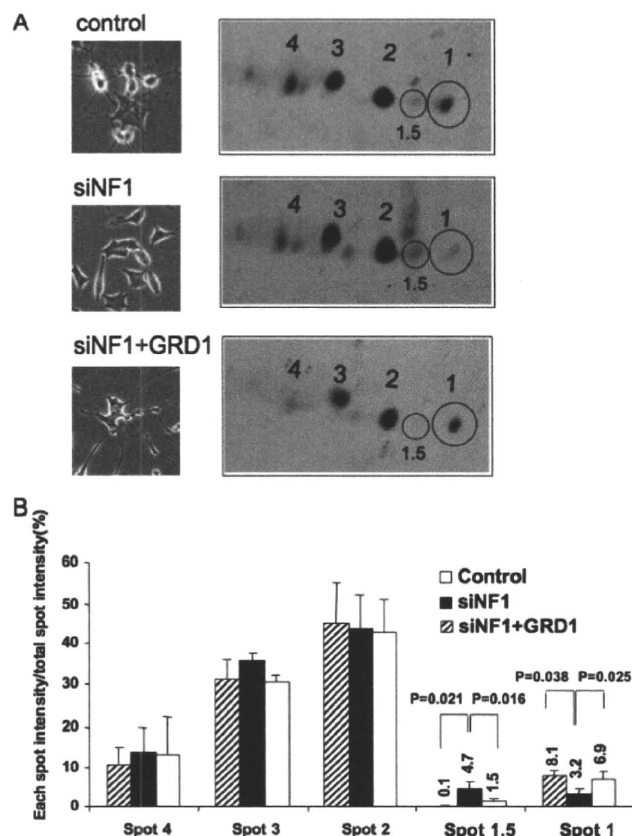 A
control
4 3 2 1
1.5
siNF1
4 3 2 1
1.5
siNF1+GRD1
4 3 2 1
1.5
B
Each spot intensity/total spot intensity(%)
60
50
40
30
20
10
0
Control
siNF1
siNF1+GRD1
P=0.021 P=0.016
P=0.038 P=0.025
0.1 4.7 1.5
8.1 3.2 6.9
Spot 4 Spot 3 Spot 2 Spot 1.5 Spot 1